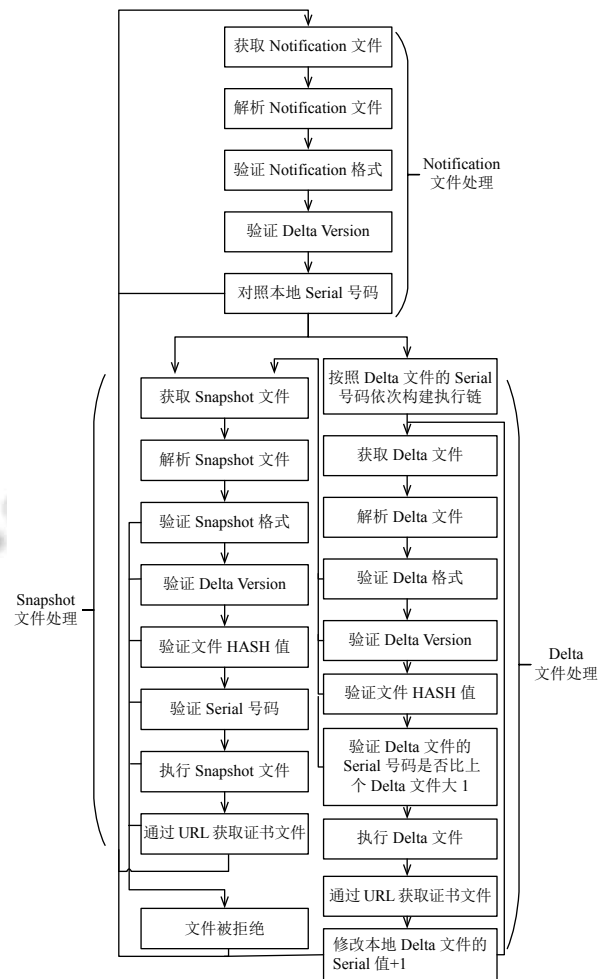 获取 Notification 文件
解析 Notification 文件
验证 Notification 格式
验证 Delta Version
对照本地 Serial 号码
Notification
文件处理
获取 Snapshot 文件
解析 Snapshot 文件
验证 Snapshot 格式
验证 Delta Version
验证文件 HASH 值
验证 Serial 号码
执行 Snapshot 文件
通过 URL 获取证书文件
文件被拒绝
Snapshot
文件处理
按照 Delta 文件的 Serial
号码依次构建执行链
获取 Delta 文件
解析 Delta 文件
验证 Delta 格式
验证 Delta Version
验证文件 HASH 值
验证 Delta 文件的
Serial 号码是否比上
个 Delta 文件大 1
执行 Delta 文件
通过 URL 获取证书文件
修改本地 Delta 文件的
Serial 值+1
Delta
文件处理